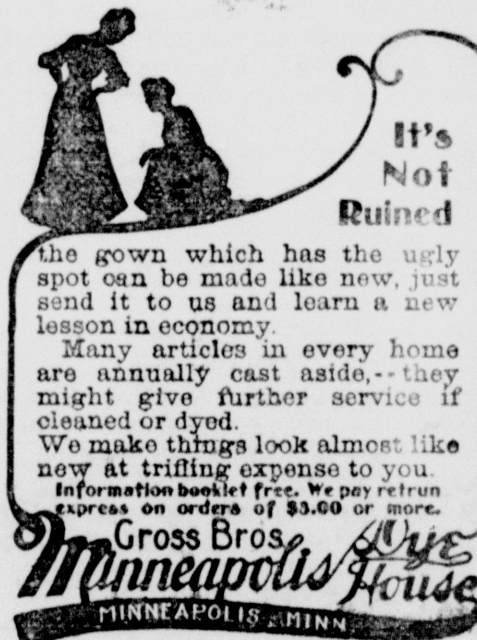 It's
Not
Ruined
the gown which has the ugly
spot can be made like new, just
send it to us and learn a new
lesson in economy.
Many articles in every home
are annually cast aside,--they
might give further service if
cleaned or dyed.
We make things look almost like
new at trifling expense to you.
Information booklet free. We pay retrun
express on orders of $3.00 or more.
Gross Bros.
Minneapolis Dye
House
MINNEAPOLIS, MINN